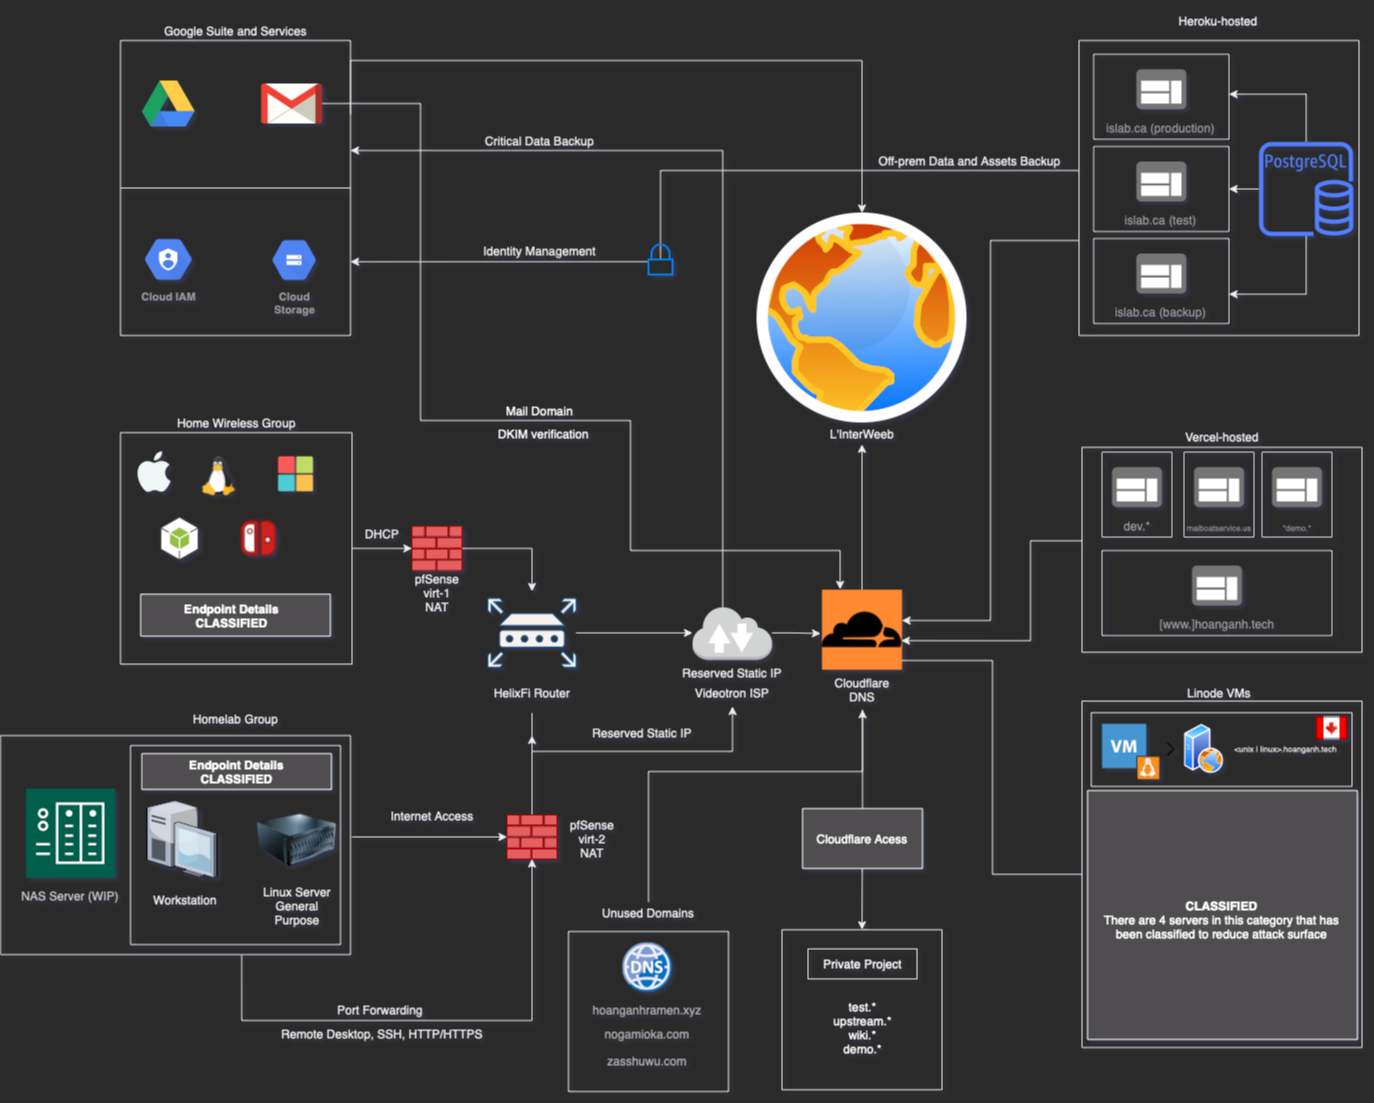 Google Suite and Services
Heroku-hosted
islab.ca (production)
PostgreSQL
islab.ca (test)
islab.ca (backup)
Critical Data Backup
Off-prem Data and Assets Backup
Identity Management
Cloud IAM
Cloud
Storage
L'InterWeeb
Mail Domain
DKIM verification
Home Wireless Group
Endpoint Details
CLASSIFIED
DHCP
pfSense
virt-1
NAT
HelixFi Router
Reserved Static IP
Videotron ISP
Cloudflare
DNS
Vercel-hosted
dev.*
maiboatservice.us
"demo."
[www.]hoanganh.tech
Linode VMs
VM
<unix | linux>.hoanganh.tech
CLASSIFIED
There are 4 servers in this category that has
been classified to reduce attack surface
Homelab Group
Endpoint Details
CLASSIFIED
NAS Server (WIP)
Workstation
Linux Server
General
Purpose
Internet Access
Reserved Static IP
pfSense
virt-2
NAT
Port Forwarding
Remote Desktop, SSH, HTTP/HTTPS
Unused Domains
DNS
hoanganhramen.xyz
nogamioka.com
zasshuwu.com
Cloudflare Acess
Private Project
test.*
upstream.*
wiki.*
demo.*